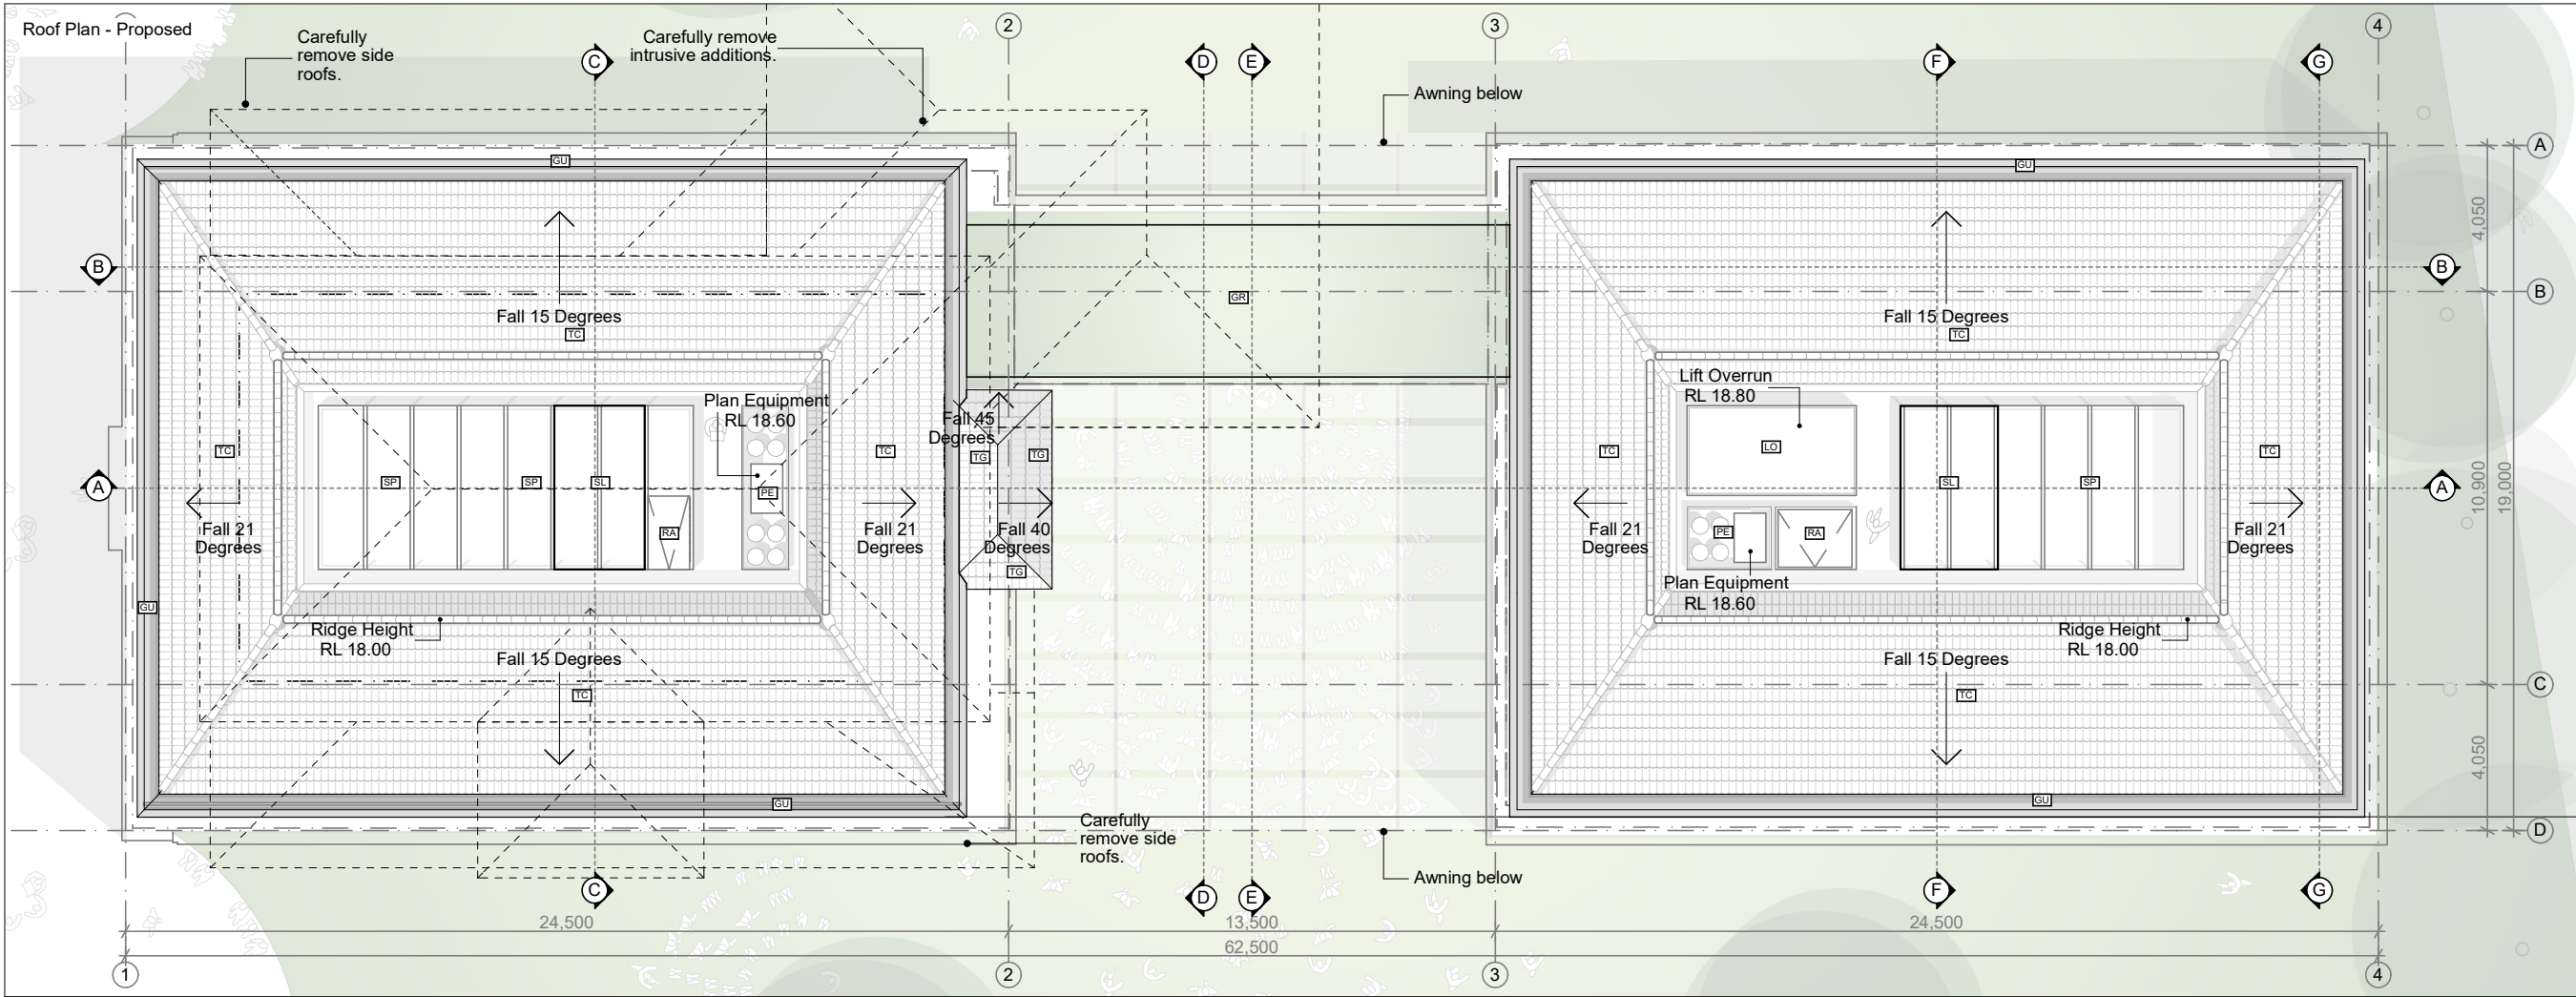 Roof Plan - Proposed
Carefully
remove side
roofs.
C
Carefully remove
intrusive additions.
2
D
E
Awning below
3
F
G
4
A
GU
GU
4,050
B
GR
B
B
Fall 15 Degrees
TC
Fall 15 Degrees
TC
Plan Equipment
RL 18.60
Lift Overrun
RL 18.80
Fall 45
Degrees
TG
TG
TC
TC
LO
TC
TC
A
SP
SP
SL
PE
SL
SP
A
10,900
19,000
Fall 21
Degrees
RA
Fall 21
Degrees
Fall 40
Degrees
TG
Fall 21
Degrees
PE
RA
Fall 21
Degrees
Plan Equipment
RL 18.60
GU
Ridge Height
RL 18.00
Ridge Height
RL 18.00
Fall 15 Degrees
TC
Fall 15 Degrees
TC
C
4,050
GU
GU
Carefully
remove side
roofs.
D
Awning below
C
D
E
F
G
24,500
13,500
24,500
62,500
1
2
3
4